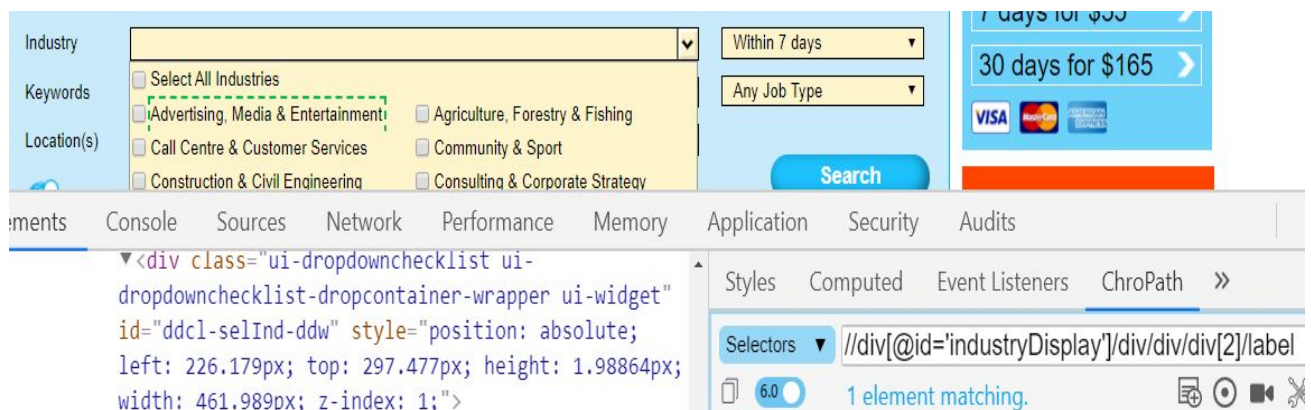 7 days for $55
Industry
Within 7 days
Select All Industries
30 days for $165
Keywords
Any Job Type
Advertising, Media & Entertainment
Agriculture, Forestry & Fishing
VISA
MasterCard
Location(s)
Call Centre & Customer Services
Community & Sport
Construction & Civil Engineering
Consulting & Corporate Strategy
Search
ements Console Sources Network Performance Memory Application Security Audits
▼<div class="ui-dropdownchecklist ui-
dropdownchecklist-dropcontainer-wrapper ui-widget"
id="ddcl-selInd-ddw" style="position: absolute;
left: 226.179px; top: 297.477px; height: 1.98864px;
width: 461.989px; z-index: 1;">
Styles Computed Event Listeners ChroPath »
Selectors ▼ //div[@id='industryDisplay']/div/div/div[2]/label
6.0 1 element matching.